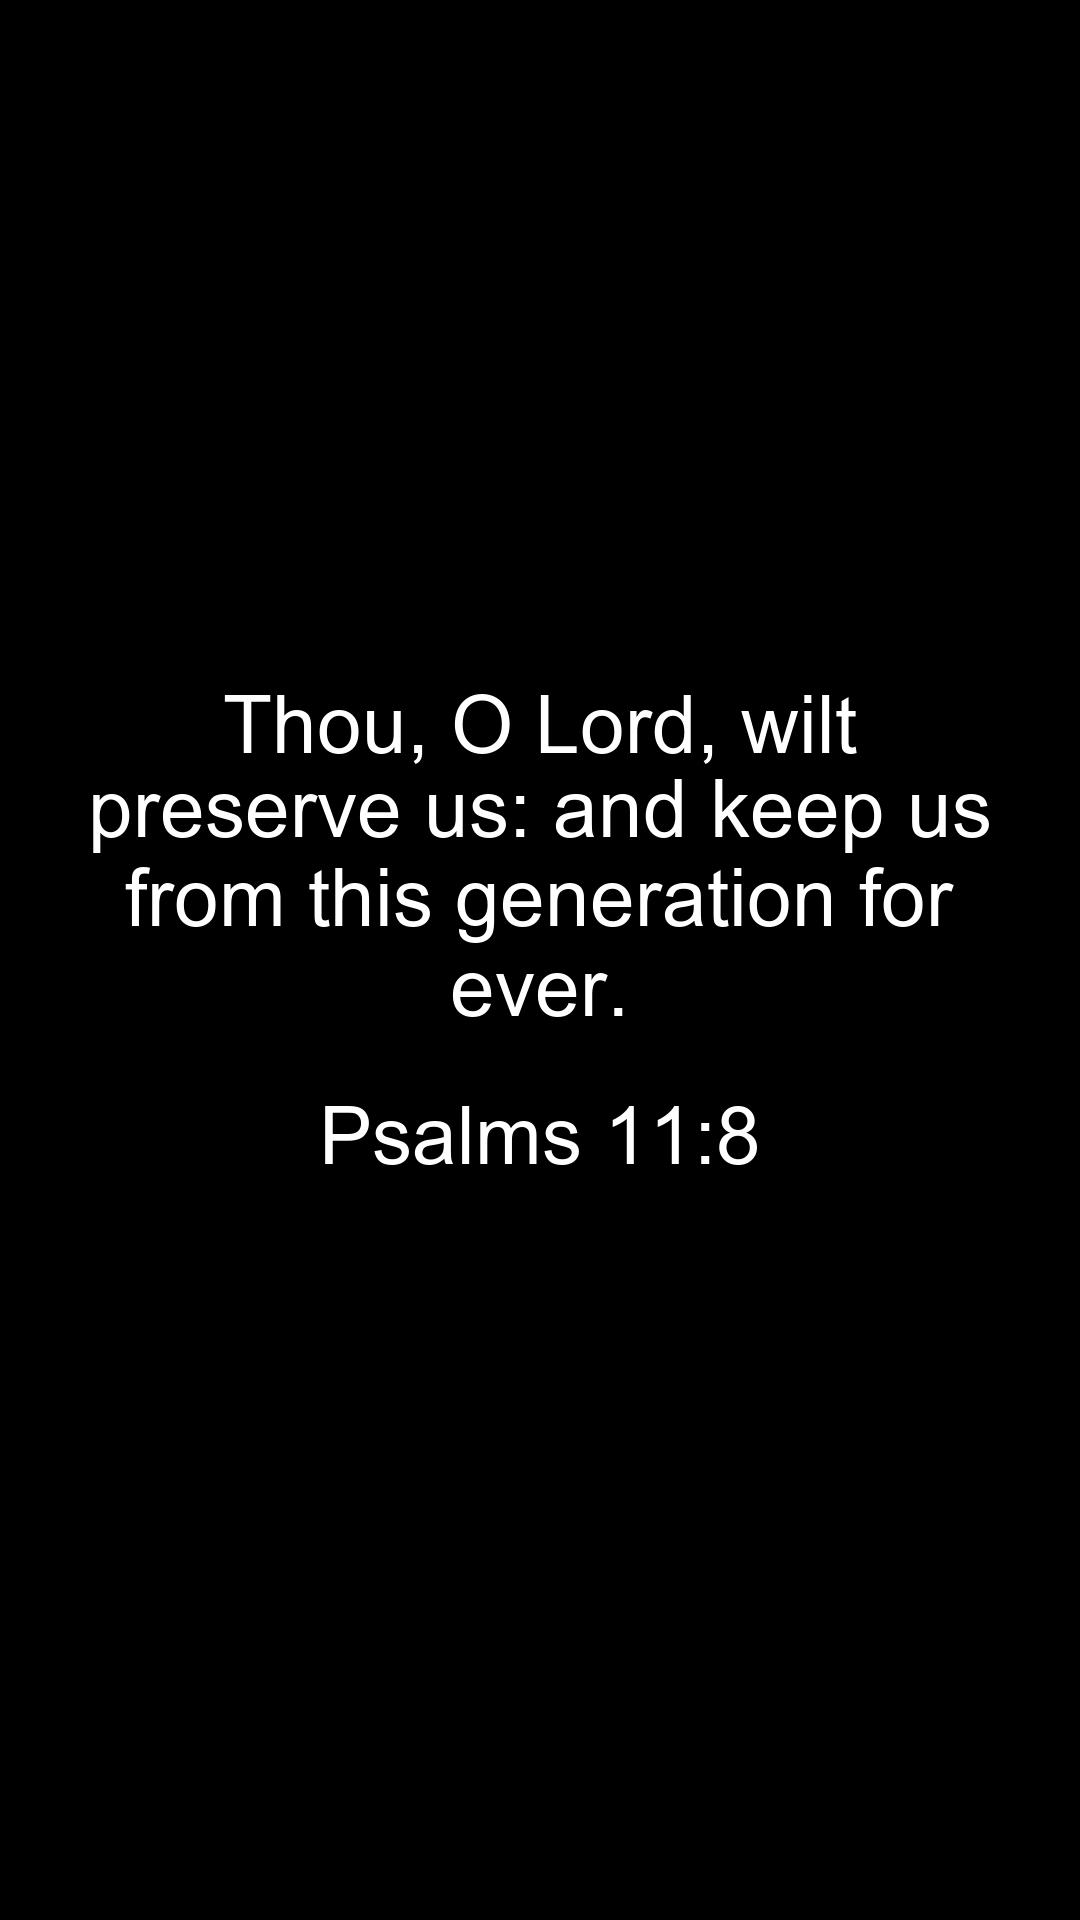 Thou, O Lord, wilt
preserve us: and keep us
from this generation for
ever.
Psalms 11:8